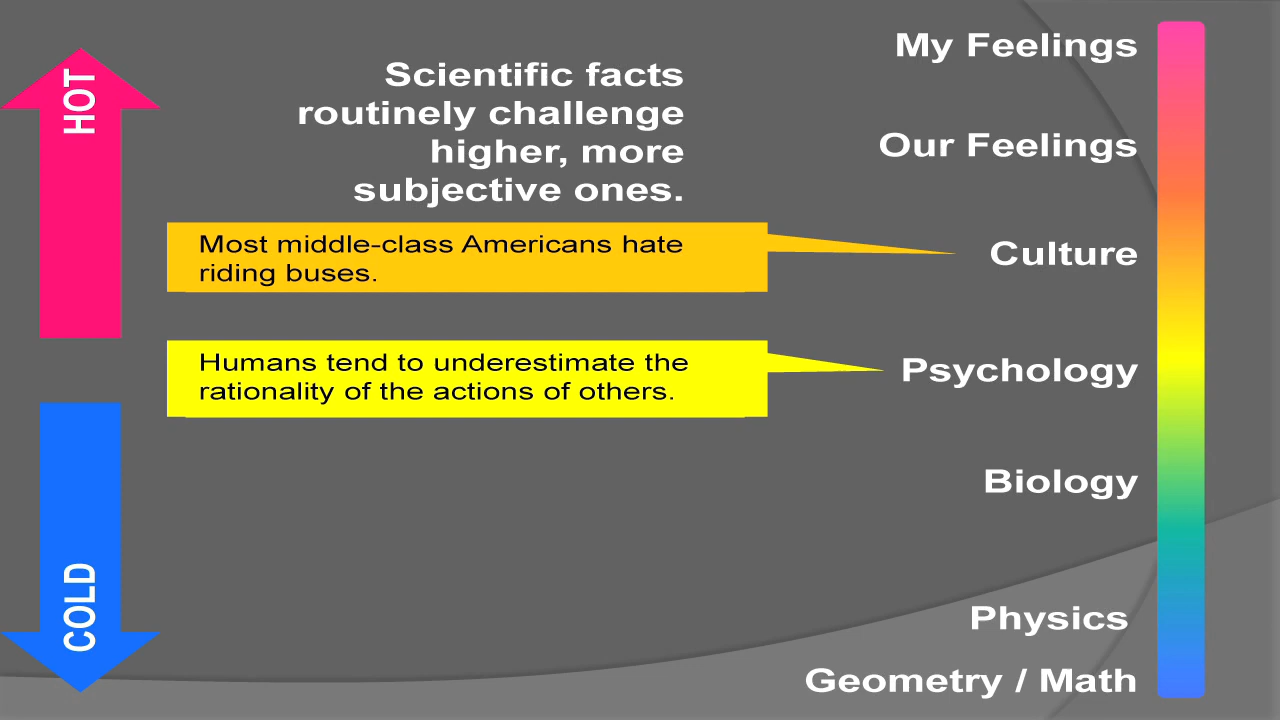 HOT
Scientific facts
routinely challenge
higher, more
subjective ones.
Most middle-class Americans hate
riding buses.
Humans tend to underestimate the
rationality of the actions of others.
COLD
My Feelings
Our Feelings
Culture
Psychology
Biology
Physics
Geometry / Math